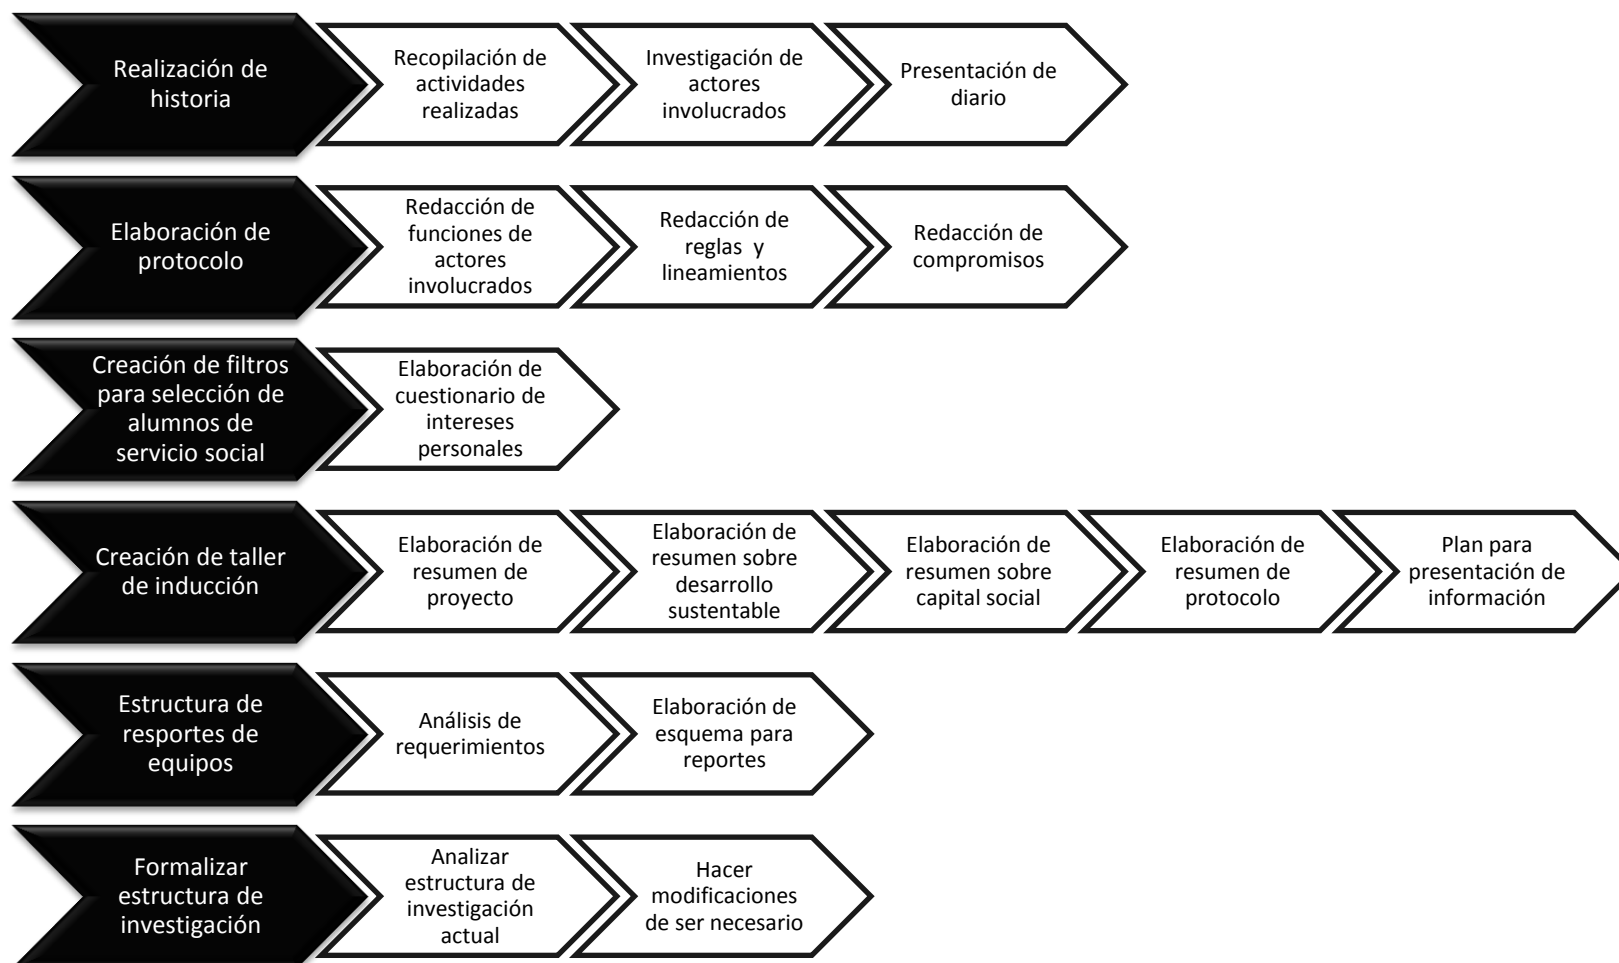 Realización de
historia
Recopilación de
actividades
realizadas
Investigación de
actores
involucrados
Presentación de
diario
Elaboración de
protocolo
Redacción de
funciones de
actores
involucrados
Redacción de
reglas y
lineamientos
Redacción de
compromisos
Creación de filtros
para selección de
alumnos de
servicio social
Elaboración de
cuestionario de
intereses
personales
Creación de taller
de inducción
Elaboración de
resumen de
proyecto
Elaboración de
resumen sobre
desarrollo
sustentable
Elaboración de
resumen sobre
capital social
Elaboración de
resumen de
protocolo
Plan para
presentación de
información
Estructura de
resportes de
equipos
Análisis de
requerimientos
Elaboración de
esquema para
reportes
Formalizar
estructura de
investigación
Analizar
estructura de
investigación
actual
Hacer
modificaciones
de ser necesario